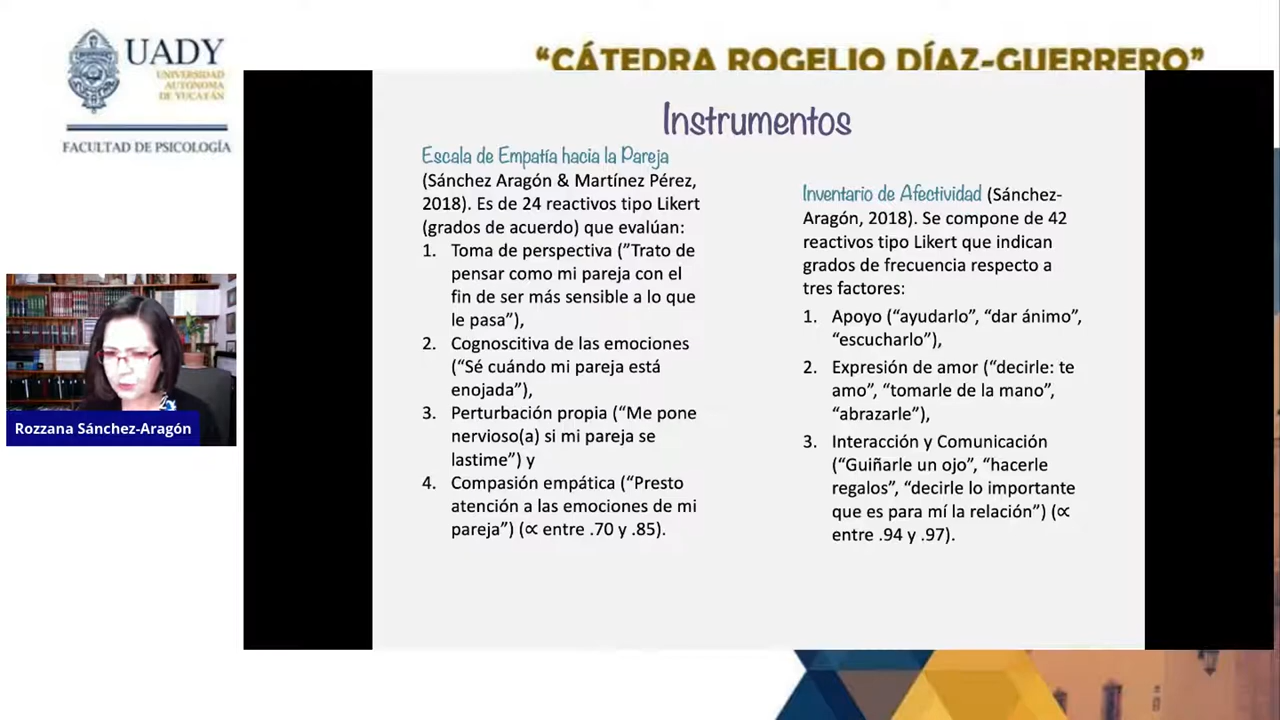 UADY
UNIVERSIDAD
AUTÓNOMA
DE YUCATÁN
FACULTAD DE PSICOLOGÍA
“CÁTEDRA ROGELIO DÍAZ-GUERRERO”
Instrumentos
Escala de Empatía hacia la Pareja
(Sánchez Aragón & Martínez Pérez,
2018). Es de 24 reactivos tipo Likert
(grados de acuerdo) que evalúan:
1. Toma de perspectiva (”Trato de
pensar como mi pareja con el
fin de ser más sensible a lo que
le pasa”),
2. Cognoscitiva de las emociones
(“Sé cuándo mi pareja está
enojada”),
3. Perturbación propia (“Me pone
nervioso(a) si mi pareja se
lastime”) y
4. Compasión empática (“Presto
atención a las emociones de mi
pareja”) (∝ entre .70 y .85).
Inventario de Afectividad (Sánchez-
Aragón, 2018). Se compone de 42
reactivos tipo Likert que indican
grados de frecuencia respecto a
tres factores:
1. Apoyo (“ayudarlo”, “dar ánimo”,
“escucharlo”),
2. Expresión de amor (“decirle: te
amo”, “tomarle de la mano”,
“abrazarle”),
3. Interacción y Comunicación
(“Guiñarle un ojo”, “hacerle
regalos”, “decirle lo importante
que es para mí la relación”) (∝
entre .94 y .97).
Rozzana Sánchez-Aragón